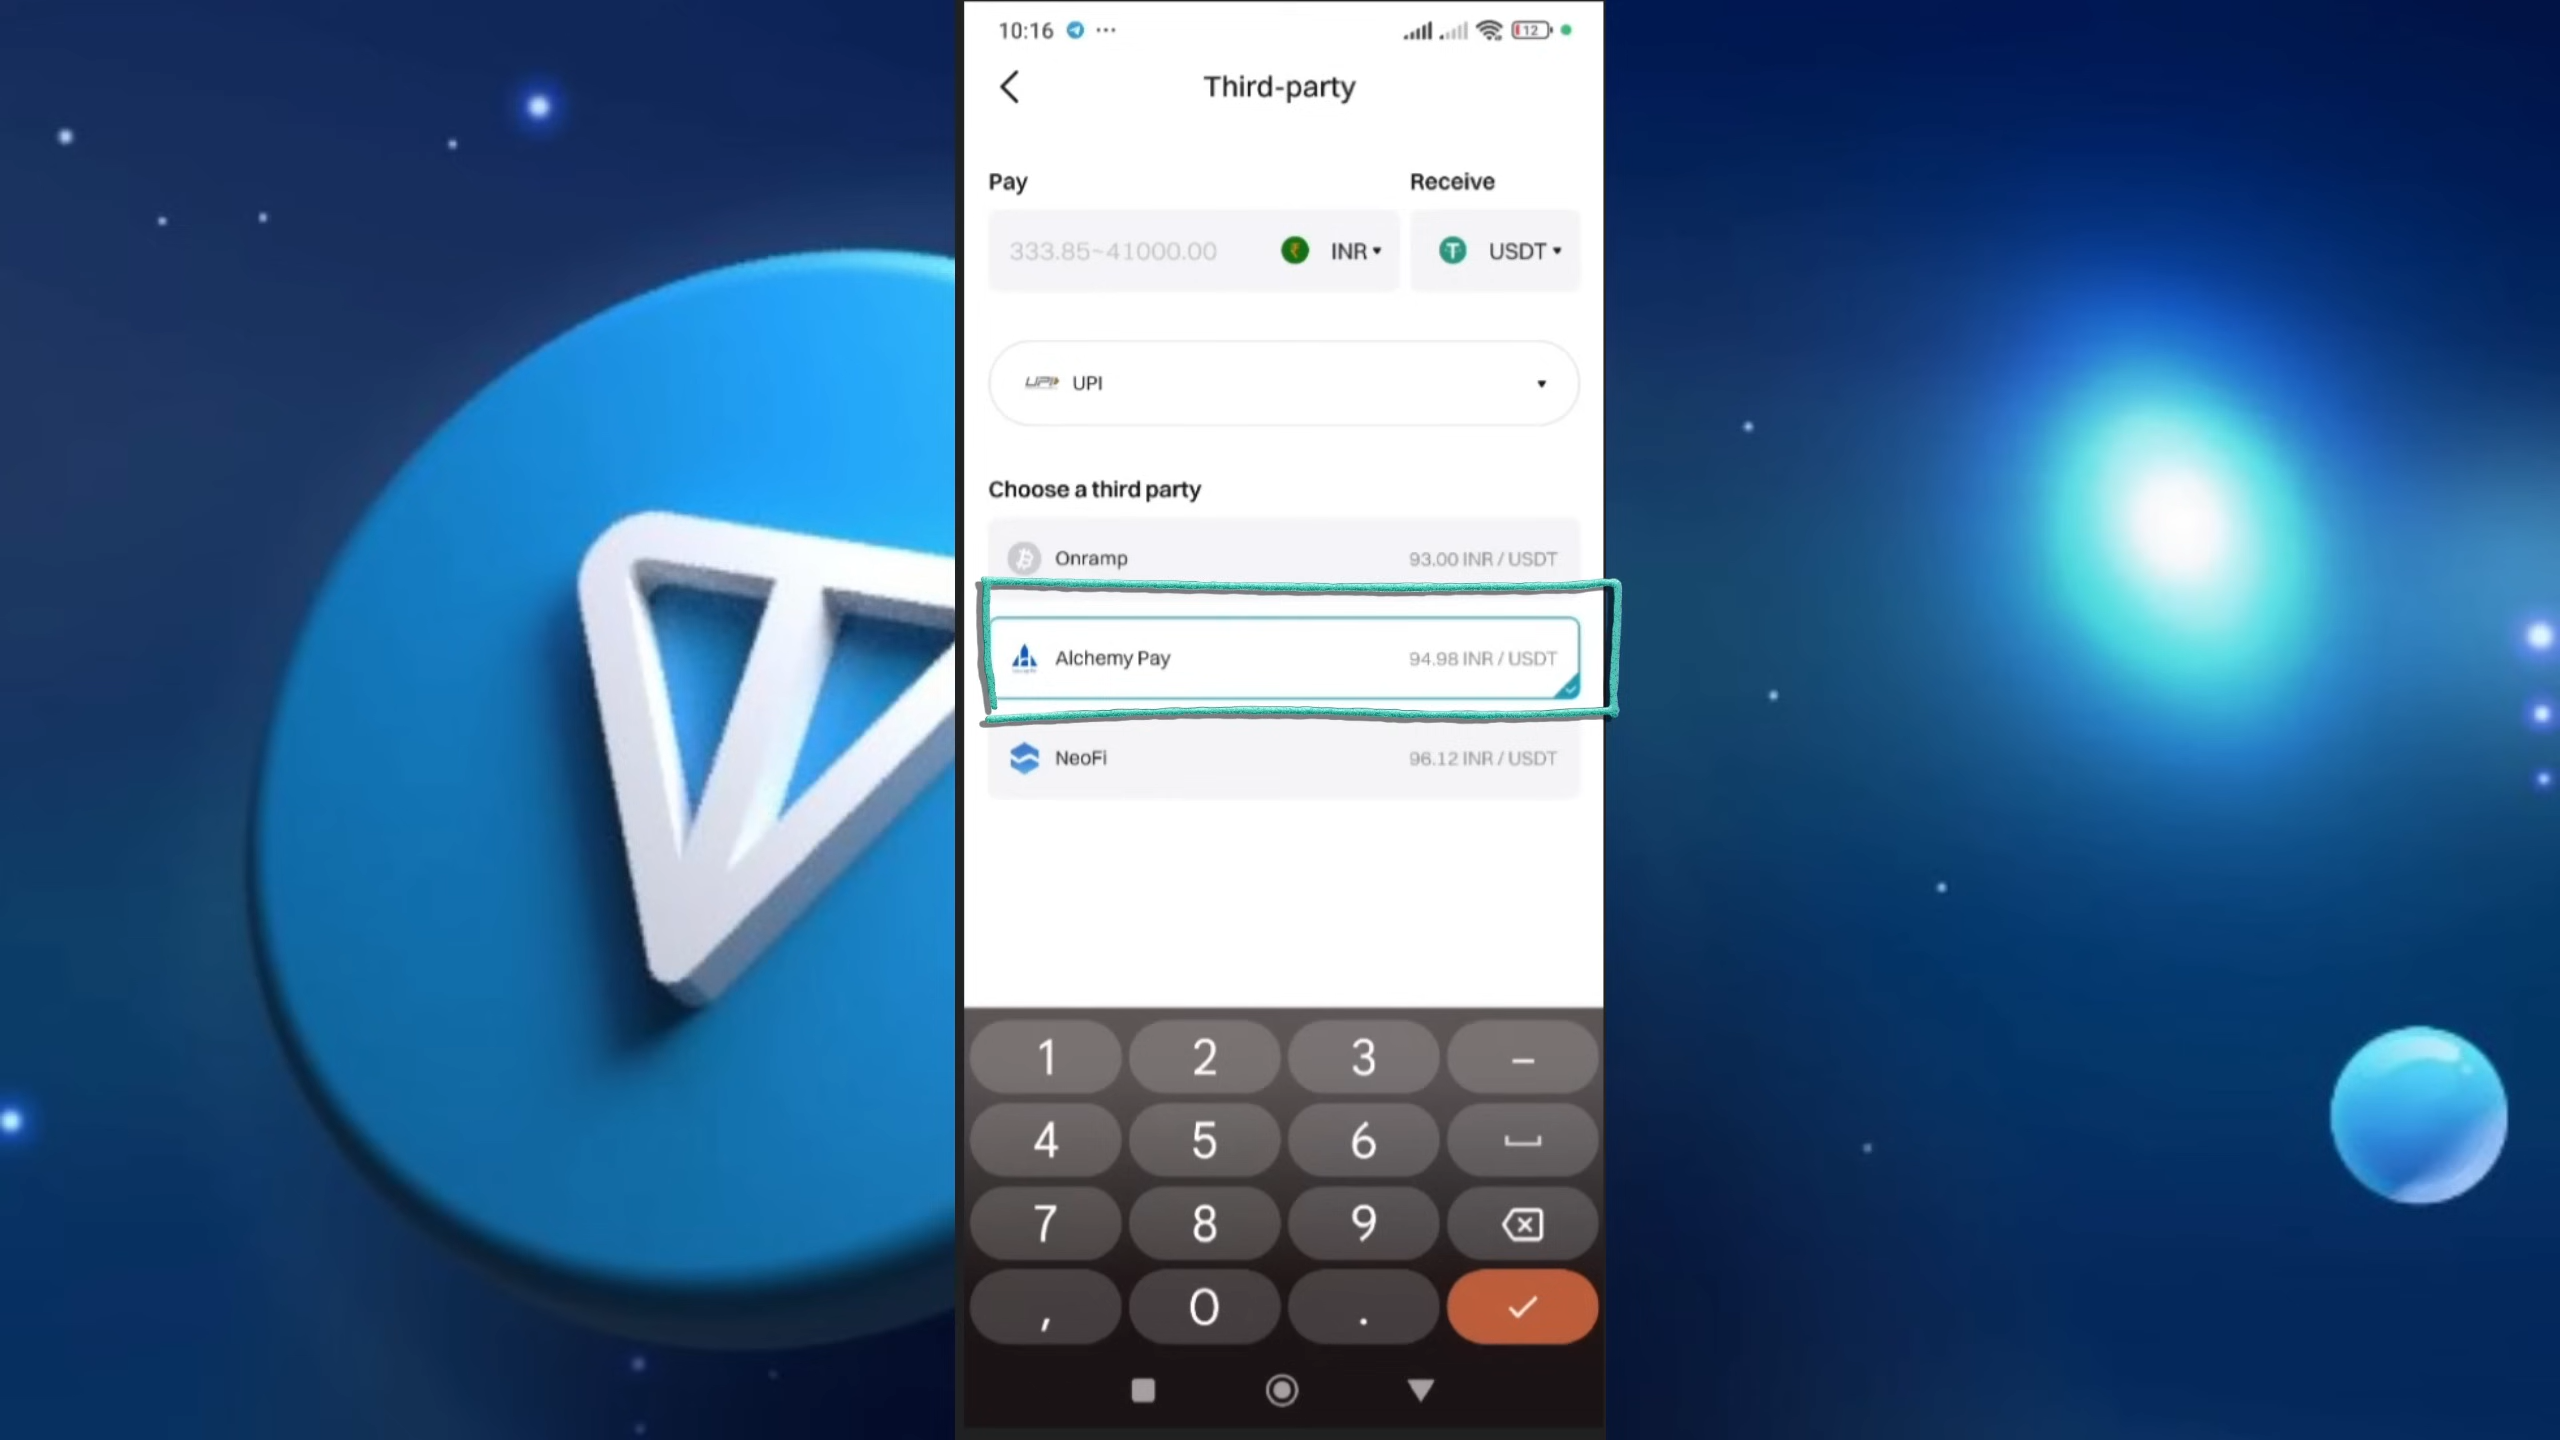 10:16 12
Third-party
Pay Receive
333.85~41000.00 INR USDT
UPI UPI
Choose a third party
Onramp 93.00 INR / USDT
Alchemy Pay 94.98 INR / USDT
NeoFi 96.12 INR / USDT
1 2 3 –
4 5 6
7 8 9
, 0 .